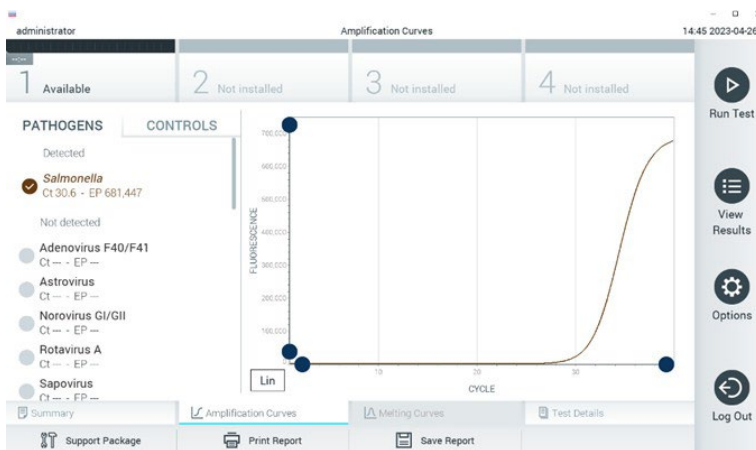 administrator
Amplification Curves
14:45 2023-04-26
--:--
1 Available
2 Not installed
3 Not installed
4 Not installed
Run Test
View
Results
Options
Log Out
PATHOGENS
CONTROLS
Detected
Salmonella
Ct 30.6 - EP 681,447
Not detected
Adenovirus F40/F41
Ct --- - EP ---
Astrovirus
Ct --- - EP ---
Norovirus GI/GII
Ct --- - EP ---
Rotavirus A
Ct --- - EP ---
Sapovirus
Ct --- - EP ---
700,000
600,000
500,000
400,000
300,000
200,000
100,000
0
FLUORESCENCE
10
20
30
CYCLE
Lin
Summary
Amplification Curves
Melting Curves
Test Details
Support Package
Print Report
Save Report